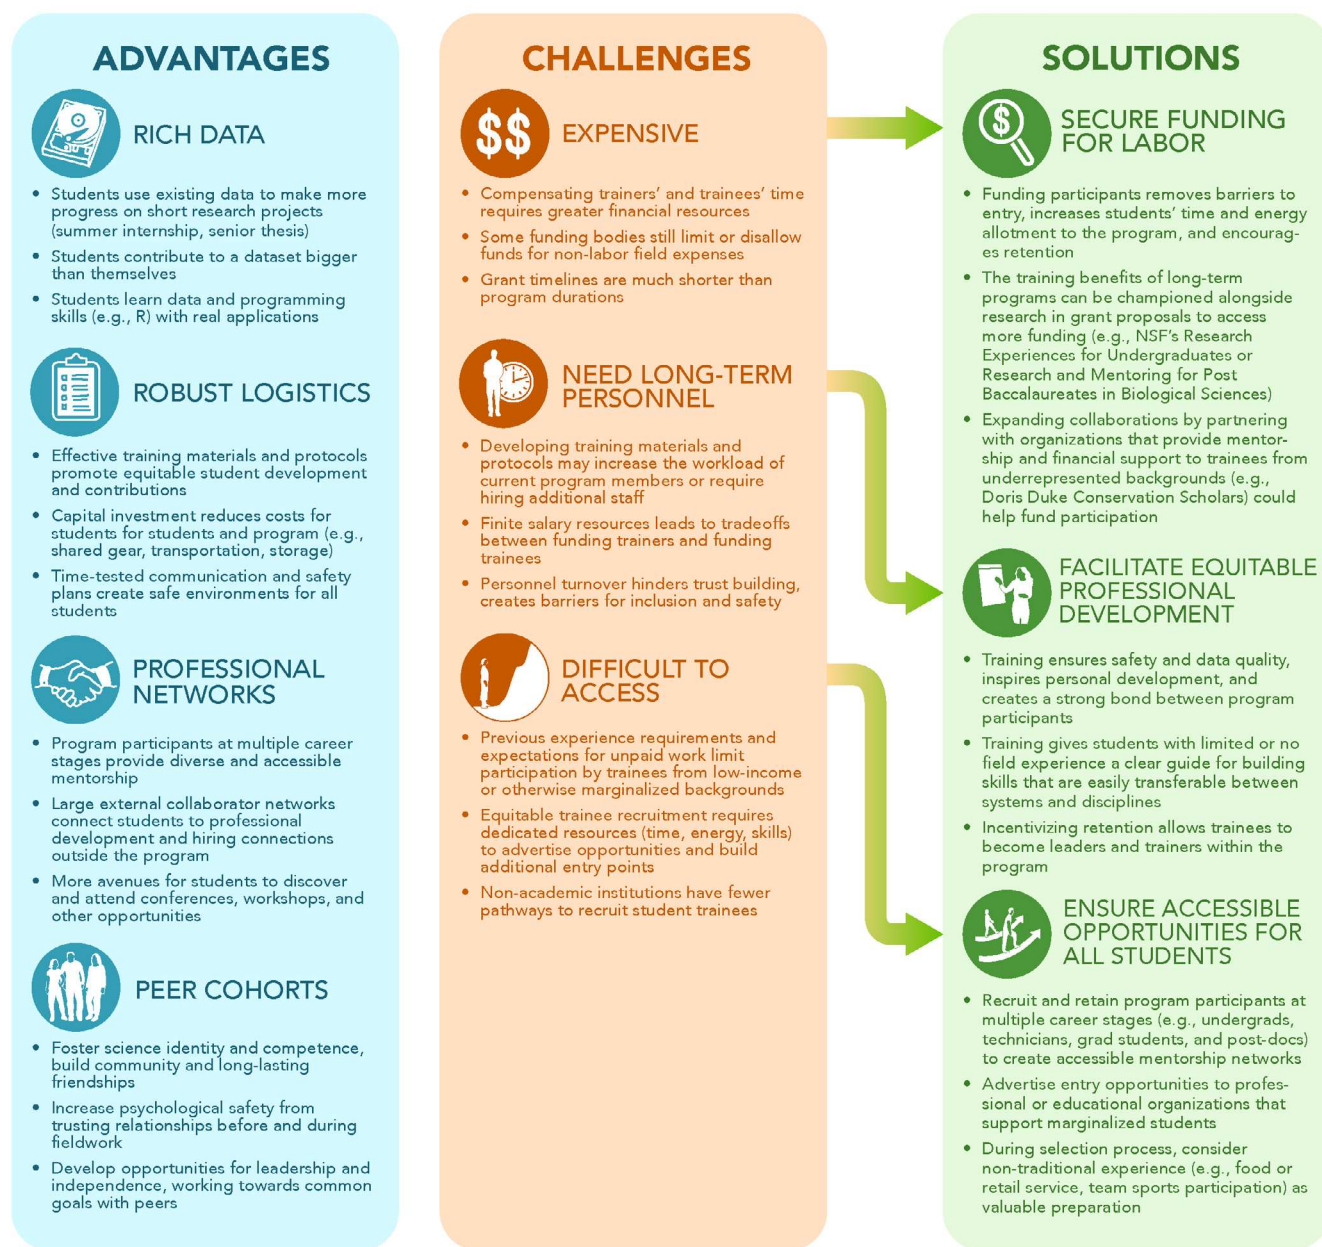 ADVANTAGES
RICH DATA
• Students use existing data to make more
progress on short research projects
(summer internship, senior thesis)
• Students contribute to a dataset bigger
than themselves
• Students learn data and programming
skills (e.g., R) with real applications
ROBUST LOGISTICS
• Effective training materials and protocols
promote equitable student development
and contributions
• Capital investment reduces costs for
students for students and program (e.g.,
shared gear, transportation, storage)
• Time-tested communication and safety
plans create safe environments for all
students
PROFESSIONAL
NETWORKS
• Program participants at multiple career
stages provide diverse and accessible
mentorship
• Large external collaborator networks
connect students to professional
development and hiring connections
outside the program
• More avenues for students to discover
and attend conferences, workshops, and
other opportunities
PEER COHORTS
• Foster science identity and competence,
build community and long-lasting
friendships
• Increase psychological safety from
trusting relationships before and during
fieldwork
• Develop opportunities for leadership and
independence, working towards common
goals with peers
CHALLENGES
$$
EXPENSIVE
• Compensating trainers’ and trainees’ time
requires greater financial resources
• Some funding bodies still limit or disallow
funds for non-labor field expenses
• Grant timelines are much shorter than
program durations
NEED LONG-TERM
PERSONNEL
• Developing training materials and
protocols may increase the workload of
current program members or require
hiring additional staff
• Finite salary resources leads to tradeoffs
between funding trainers and funding
trainees
• Personnel turnover hinders trust building,
creates barriers for inclusion and safety
DIFFICULT TO
ACCESS
• Previous experience requirements and
expectations for unpaid work limit
participation by trainees from low-income
or otherwise marginalized backgrounds
• Equitable trainee recruitment requires
dedicated resources (time, energy, skills)
to advertise opportunities and build
additional entry points
• Non-academic institutions have fewer
pathways to recruit student trainees
SOLUTIONS
$
SECURE FUNDING
FOR LABOR
• Funding participants removes barriers to
entry, increases students’ time and energy
allotment to the program, and encourag-
es retention
• The training benefits of long-term
programs can be championed alongside
research in grant proposals to access
more funding (e.g., NSF’s Research
Experiences for Undergraduates or
Research and Mentoring for Post
Baccalaureates in Biological Sciences)
• Expanding collaborations by partnering
with organizations that provide mentor-
ship and financial support to trainees from
underrepresented backgrounds (e.g.,
Doris Duke Conservation Scholars) could
help fund participation
FACILITATE EQUITABLE
PROFESSIONAL
DEVELOPMENT
• Training ensures safety and data quality,
inspires personal development, and
creates a strong bond between program
participants
• Training gives students with limited or no
field experience a clear guide for building
skills that are easily transferable between
systems and disciplines
• Incentivizing retention allows trainees to
become leaders and trainers within the
program
ENSURE ACCESSIBLE
OPPORTUNITIES FOR
ALL STUDENTS
• Recruit and retain program participants at
multiple career stages (e.g., undergrads,
technicians, grad students, and post-docs)
to create accessible mentorship networks
• Advertise entry opportunities to profes-
sional or educational organizations that
support marginalized students
• During selection process, consider
non-traditional experience (e.g., food or
retail service, team sports participation) as
valuable preparation